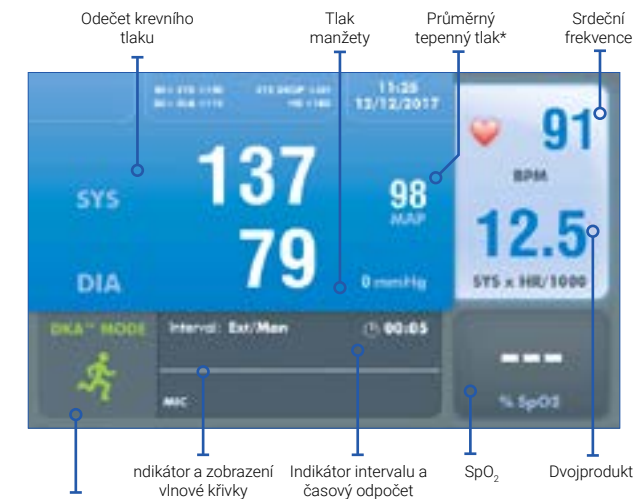 Odečet krevního
tlaku
Tlak
manžety
Průměrný
tepenný tlak*
Srdeční
frekvence
11:25
12/12/2017
SYS
137
98
MAP
DIA
79
0 mmHg
91
BPM
12.5
SYS x HR/1000
DKA™ MODE
Interval: Ext/Man
00:05
MIC
---
% SpO2
ndikátor a zobrazení
vlnové křivky
Indikátor intervalu a
časový odpočet
SpO2
Dvojprodukt